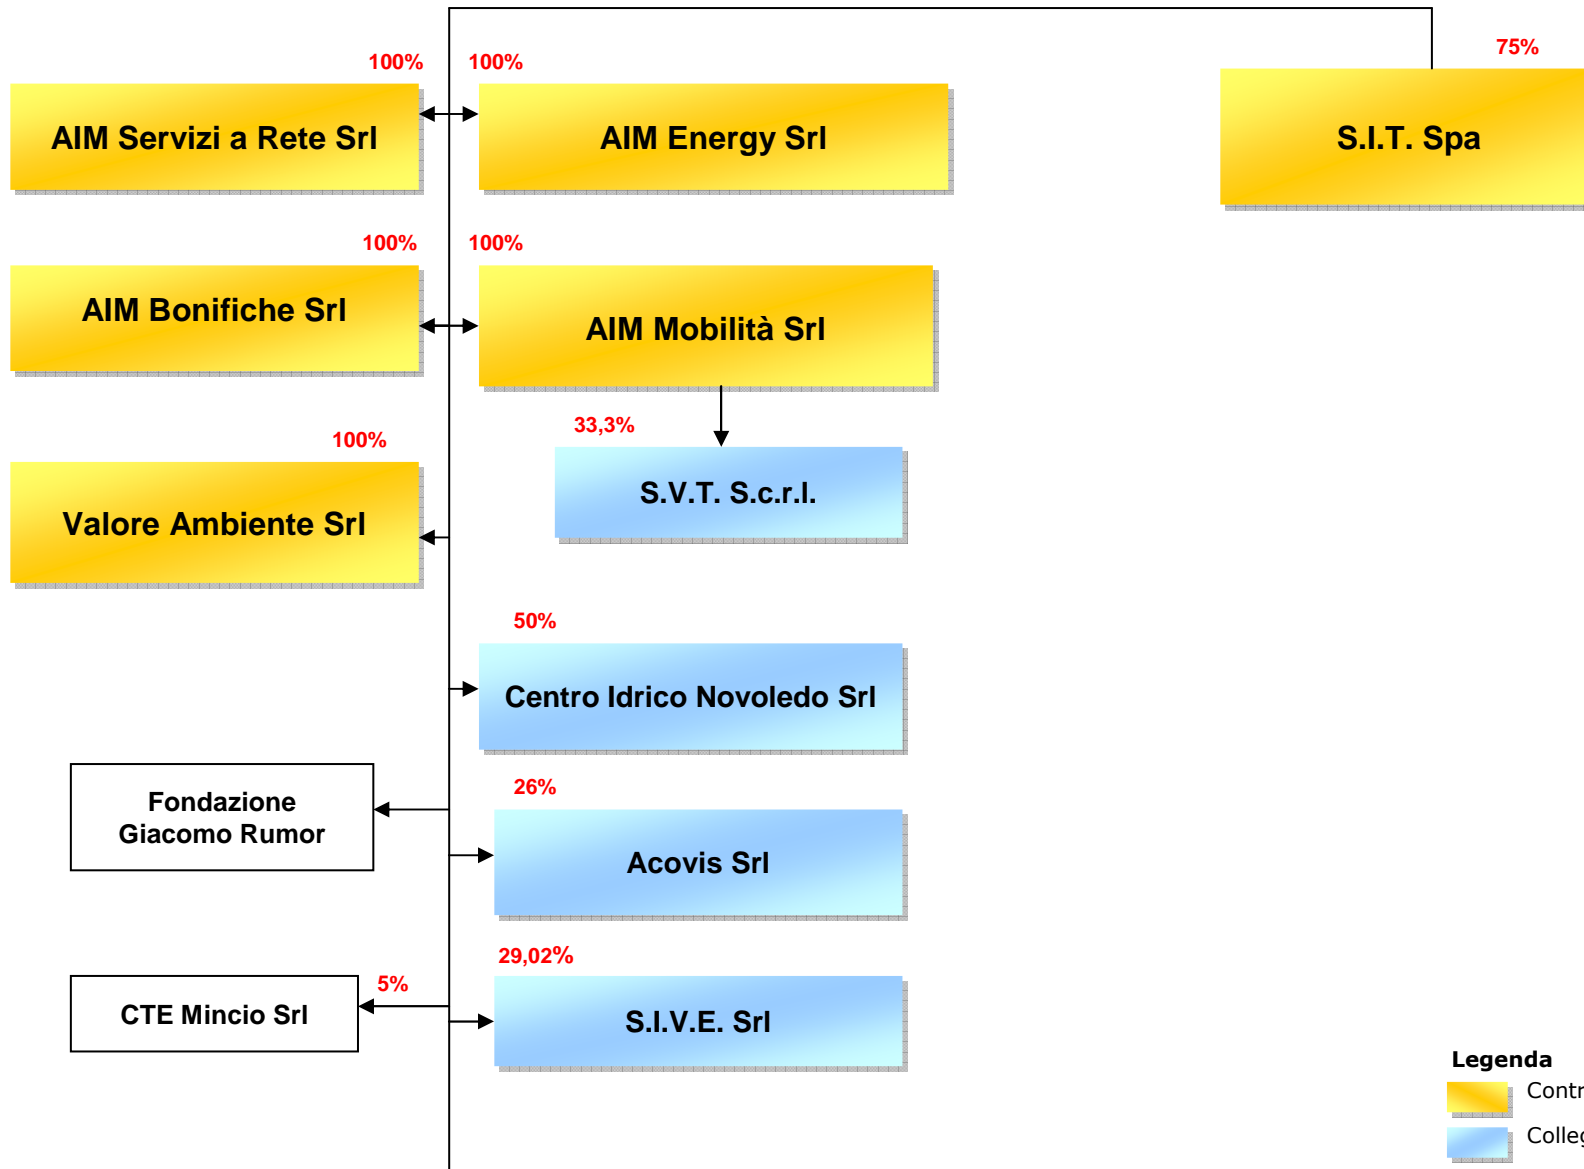 75%
100%
100%
AIM Servizi a Rete Srl
AIM Energy Srl
S.I.T. Spa
100%
100%
AIM Bonifiche Srl
AIM Mobilità Srl
33,3%
100%
S.V.T. S.c.r.l.
Valore Ambiente Srl
50%
Centro Idrico Novoledo Srl
Fondazione
Giacomo Rumor
26%
Acovis Srl
29,02%
5%
CTE Mincio Srl
S.I.V.E. Srl
Legenda
Contr
Colleg